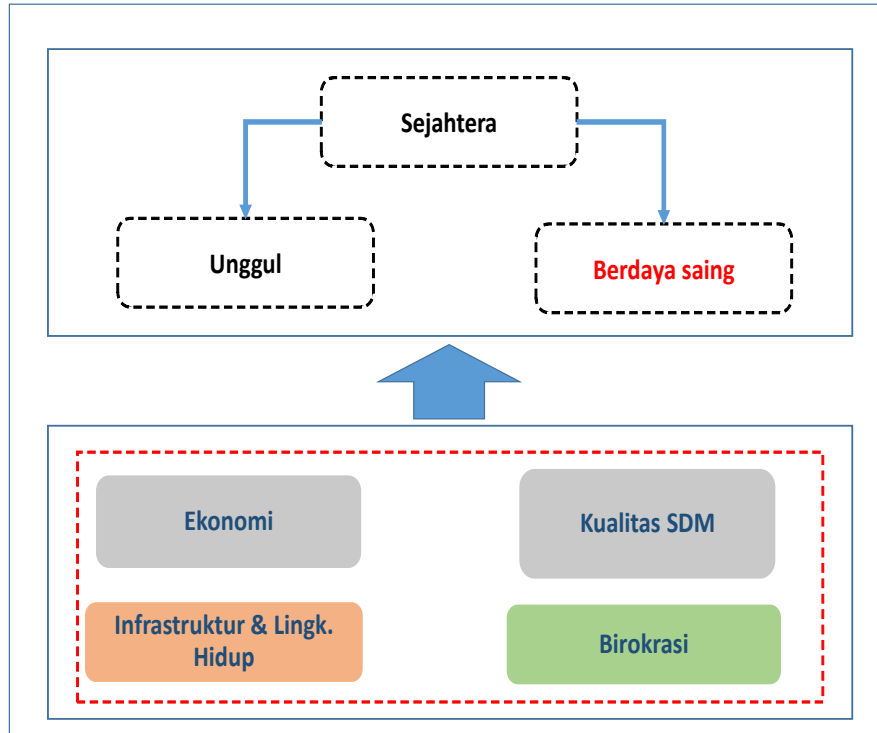 Sejahtera
Unggul
Berdaya saing
Ekonomi
Kualitas SDM
Infrastruktur & Lingk.
Hidup
Birokrasi